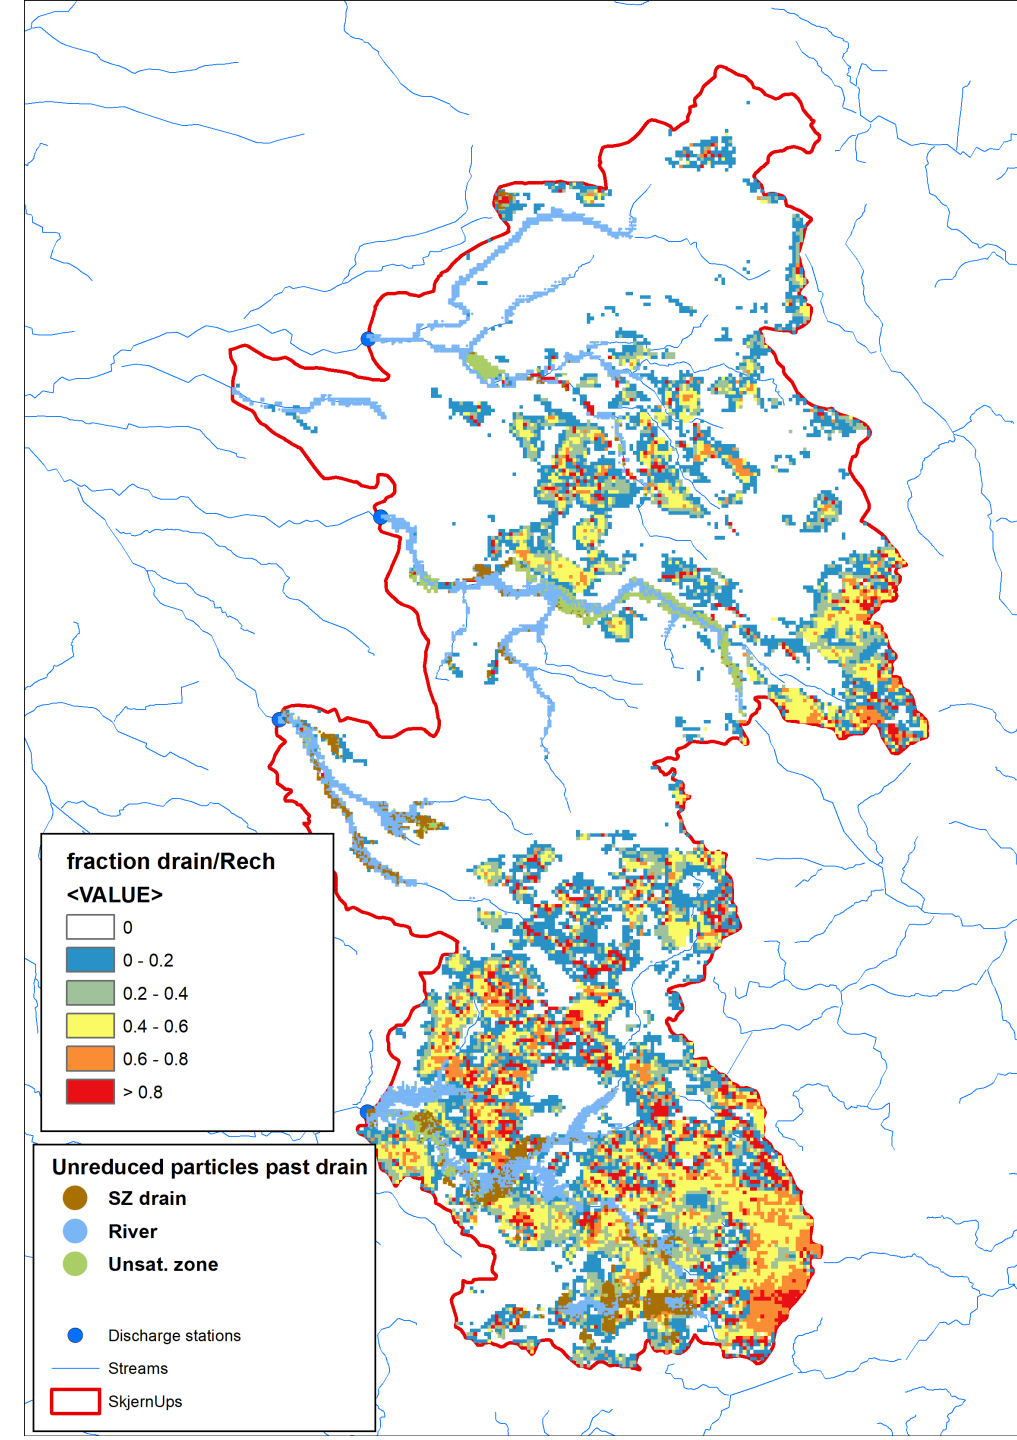 fraction drain/Rech
<VALUE>
0
0 - 0.2
0.2 - 0.4
0.4 - 0.6
0.6 - 0.8
> 0.8
Unreduced particles past drain
SZ drain
River
Unsat. zone
Discharge stations
Streams
SkjernUps